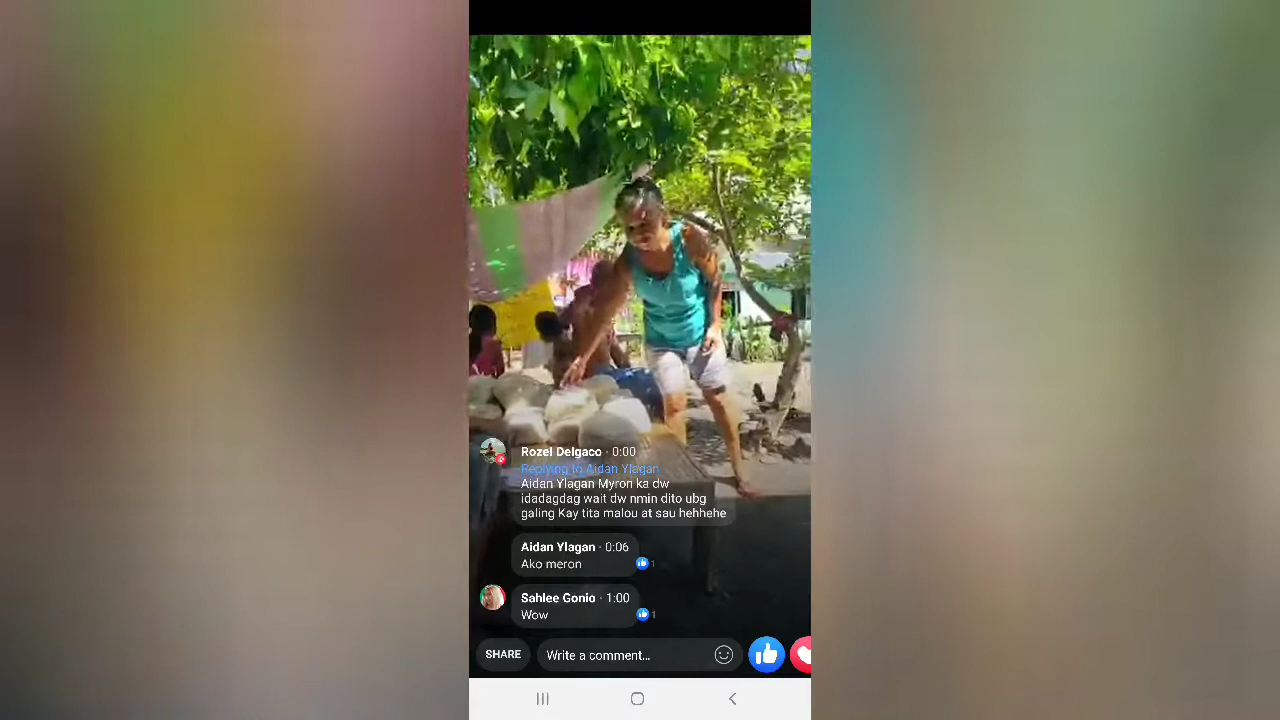 Rozel Delgaco · 0:00
Replying to Aidan Ylagan
Aidan Ylagan Myron ka dw
idadagdag wait dw nmin dito ubg
galing Kay tita malou at sau hehhehe
Aidan Ylagan · 0:06
Ako meron
1
Sahlee Gonio · 1:00
Wow
1
SHARE
Write a comment...